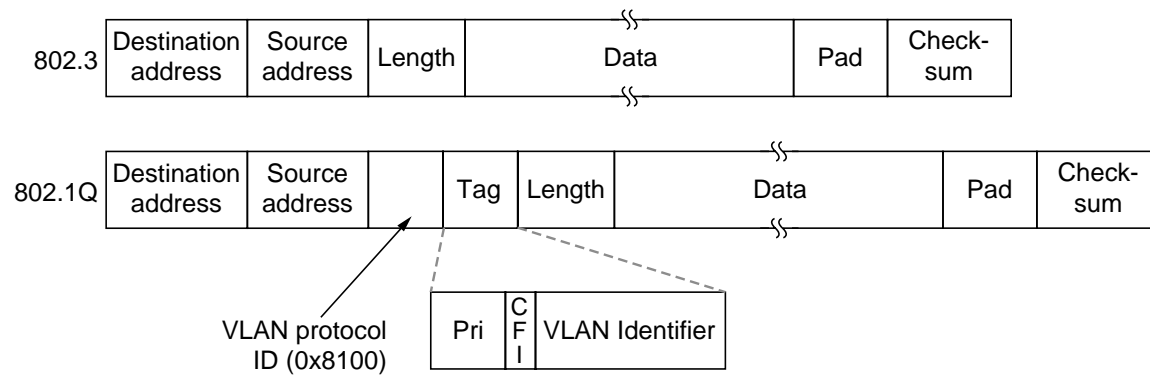 802.3
Destination
address
Source
address
Length
Data
Pad
Check-
sum
802.1Q
Destination
address
Source
address
Tag
Length
Data
Pad
Check-
sum
VLAN protocol
ID (0x8100)
Pri
C
F
I
VLAN Identifier